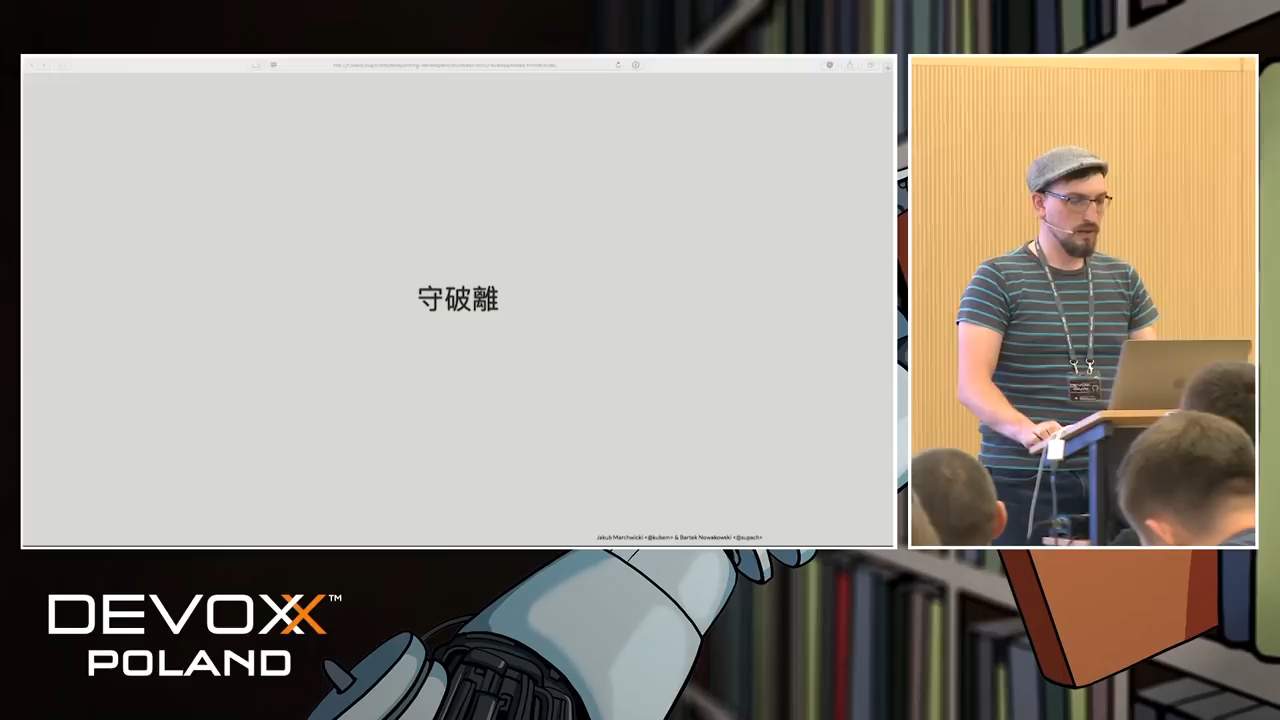 守破離
Jakub Marchwicki <@kubem> & Bartek Nowakowski <@supach>
DEVOXX™
POLAND